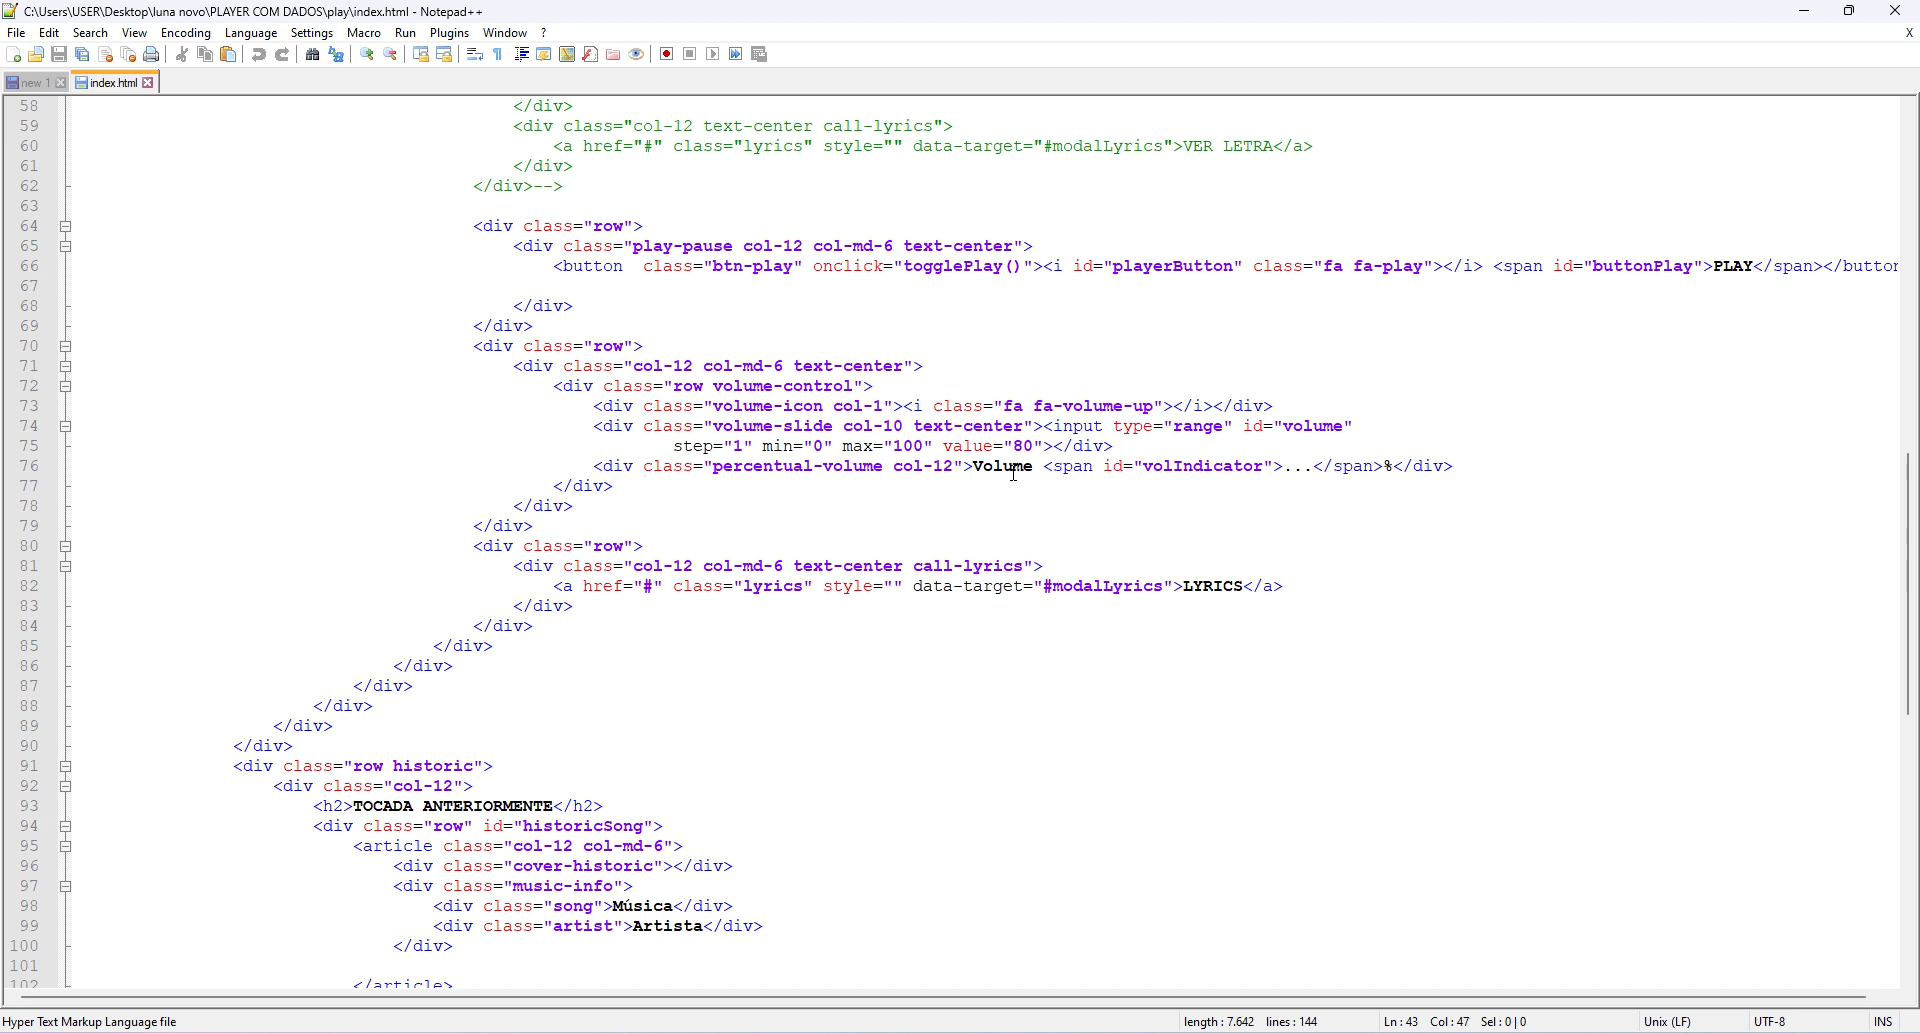 C:\Users\USER\Desktop\luna novo\PLAYER COM DADOS\play\index.html - Notepad++
File Edit Search View Encoding Language Settings Macro Run Plugins Window ? X
new 1 index.html
58 </div>
59 <div class="col-12 text-center call-lyrics">
60 <a href="#" class="lyrics" style="" data-target="#modalLyrics">VER LETRA</a>
61 </div>
62 </div>-->
63
64 <div class="row">
65 <div class="play-pause col-12 col-md-6 text-center">
66 <button  class="btn-play" onclick="togglePlay()"><i id="playerButton" class="fa fa-play"></i> <span id="buttonPlay">PLAY</span></button
67
68 </div>
69 </div>
70 <div class="row">
71 <div class="col-12 col-md-6 text-center">
72 <div class="row volume-control">
73 <div class="volume-icon col-1"><i class="fa fa-volume-up"></i></div>
74 <div class="volume-slide col-10 text-center"><input type="range" id="volume"
75 step="1" min="0" max="100" value="80"></div>
76 <div class="percentual-volume col-12">Volume <span id="volIndicator">...</span>%</div>
77 </div>
78 </div>
79 </div>
80 <div class="row">
81 <div class="col-12 col-md-6 text-center call-lyrics">
82 <a href="#" class="lyrics" style="" data-target="#modalLyrics">LYRICS</a>
83 </div>
84 </div>
85 </div>
86 </div>
87 </div>
88 </div>
89 </div>
90 </div>
91 <div class="row historic">
92 <div class="col-12">
93 <h2>TOCADA ANTERIORMENTE</h2>
94 <div class="row" id="historicSong">
95 <article class="col-12 col-md-6">
96 <div class="cover-historic"></div>
97 <div class="music-info">
98 <div class="song">Música</div>
99 <div class="artist">Artista</div>
100 </div>
101
102 </article>
Hyper Text Markup Language file length : 7.642 lines : 144 Ln : 43 Col : 47 Sel : 0 | 0 Unix (LF) UTF-8 INS